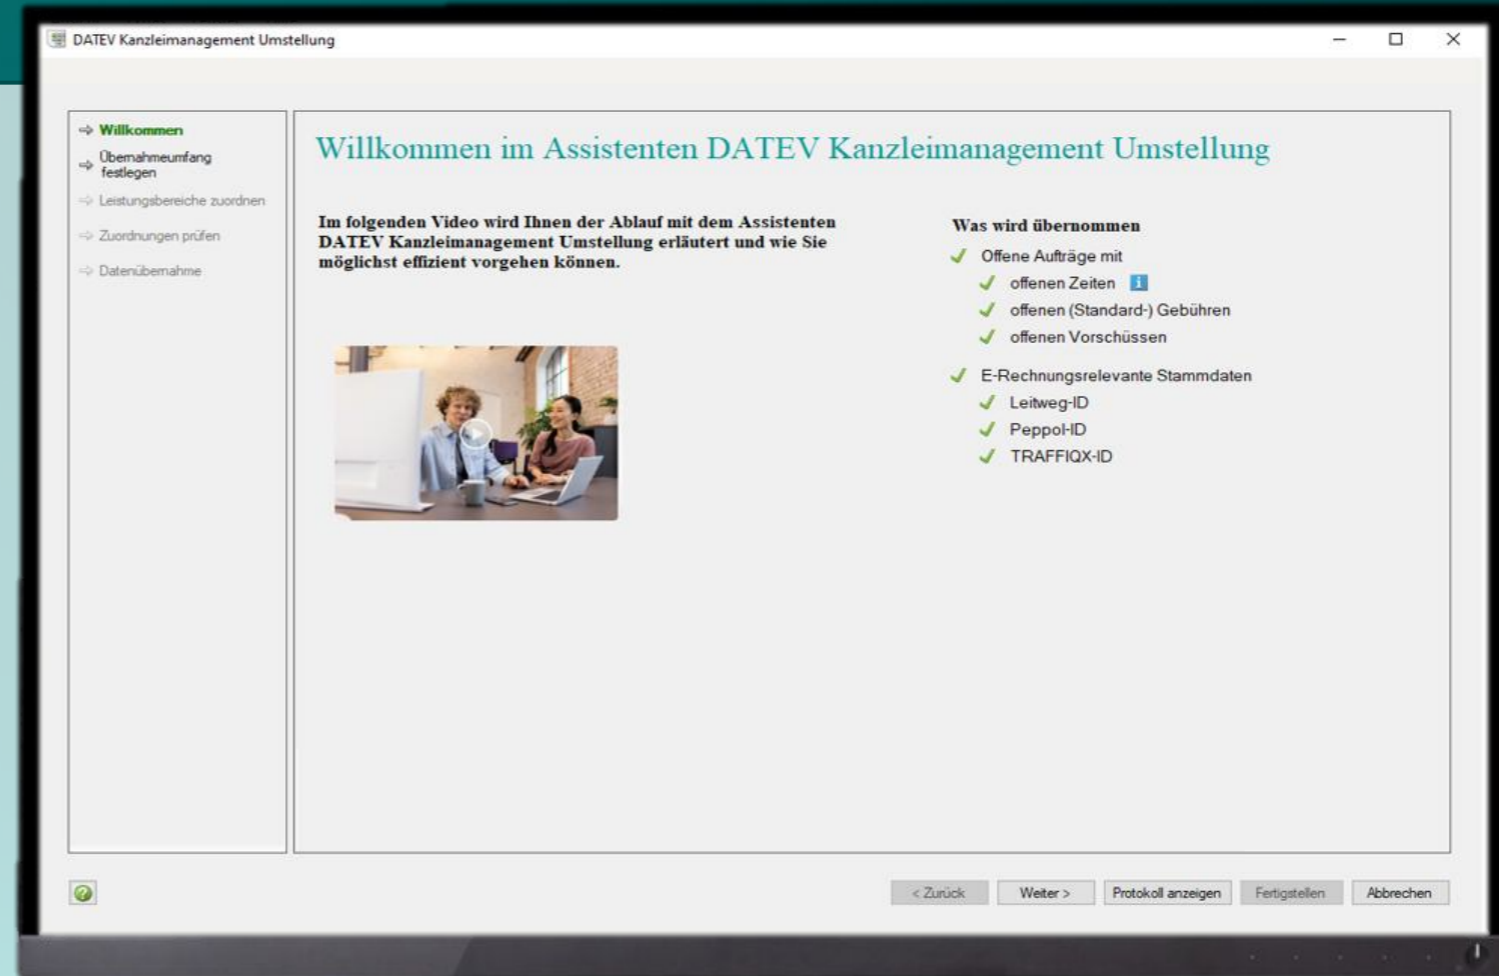 DATEV Kanzleimanagement Umstellung
Willkommen
Übernahmeumfang
festlegen
Leistungsbereiche zuordnen
Zuordnungen prüfen
Datenübernahme
Willkommen im Assistenten DATEV Kanzleimanagement Umstellung
Im folgenden Video wird Ihnen der Ablauf mit dem Assistenten
DATEV Kanzleimanagement Umstellung erläutert und wie Sie
möglichst effizient vorgehen können.
Was wird übernommen
Offene Aufträge mit
offenen Zeiten
offenen (Standard-) Gebühren
offenen Vorschüssen
E-Rechnungsrelevante Stammdaten
Leitweg-ID
Peppol-ID
TRAFFIQX-ID
< Zurück Weiter > Protokoll anzeigen Fertigstellen Abbrechen